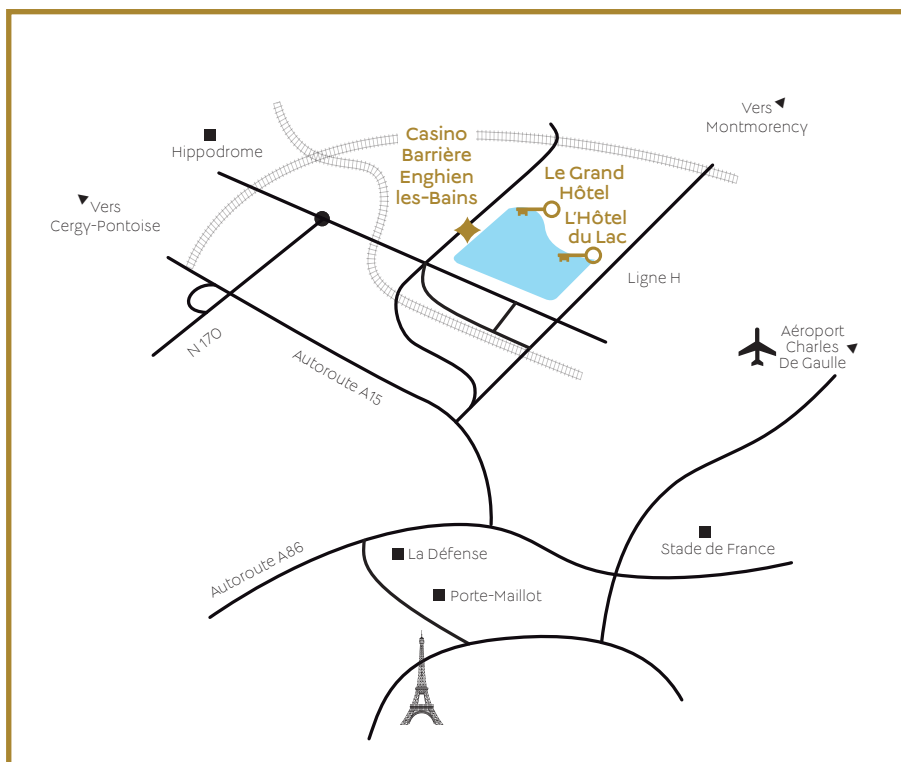 Vers
Montmorency
Hippodrome
Casino
Barrière
Enghien
les-Bains
Le Grand
Hôtel
L'Hôtel
du Lac
Vers
Cergy-Pontoise
Ligne H
N 170
Autoroute A15
Aéroport
Charles
De Gaulle
Autoroute A86
La Défense
Stade de France
Porte-Maillot